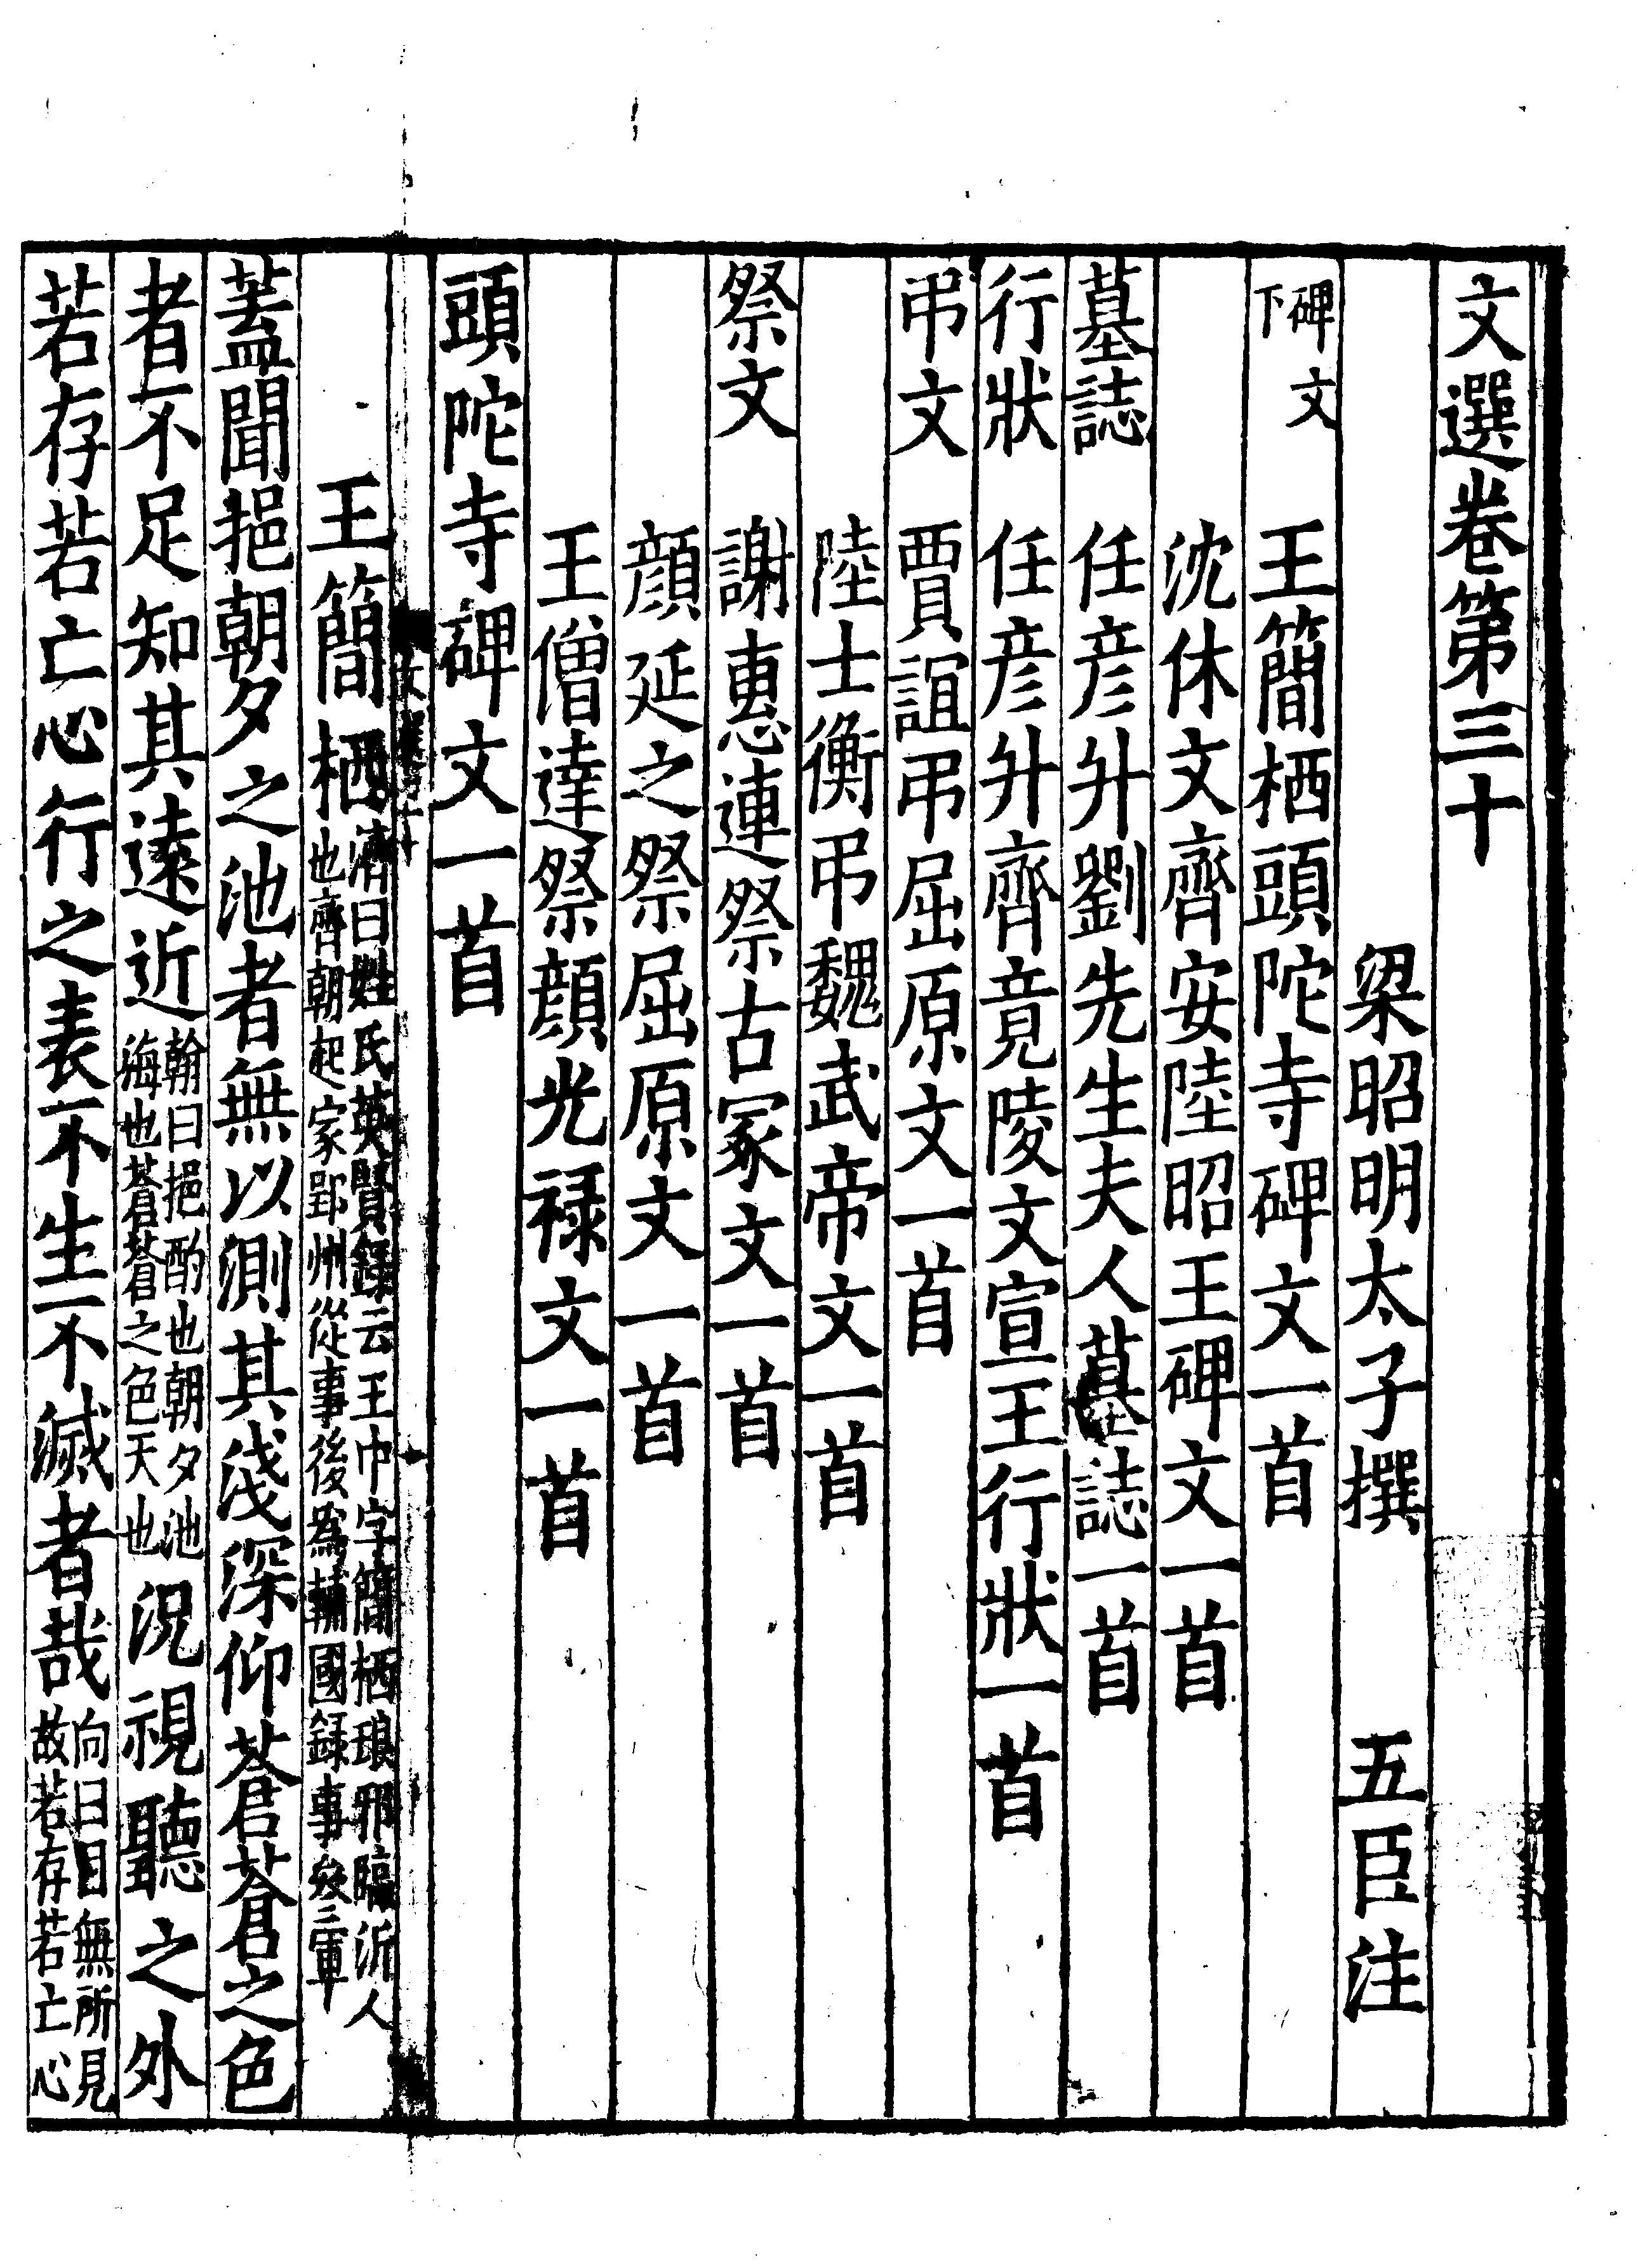 文選卷第三十
梁昭明太子撰　五臣注
碑文下　王簡栖頭陀寺碑文一首
沈休文齊安陸昭王碑文一首
墓誌　任彦升劉先生夫人墓誌一首
行狀　任彦升齊竟陵文宣王行狀一首
弔文　賈誼弔屈原文一首
陸士衡弔魏武帝文一首
祭文　謝惠連祭古冢文一首
顔延之祭屈原文一首
王僧達祭顔光禄文一首
頭陀寺碑文一首
王簡栖濟曰姓氏英賢録云王巾字簡栖琅邪臨沂人也齊朝起家郢州從事後爲輔國録事叅軍
蓋聞挹朝夕之池者無以測其淺深仰蒼蒼之色
者不足知其遠近翰曰挹酌也朝夕池海也蒼蒼之色天也況視聽之外
若存若亡心行之表不生不滅者哉向曰目無所見故若存若亡心